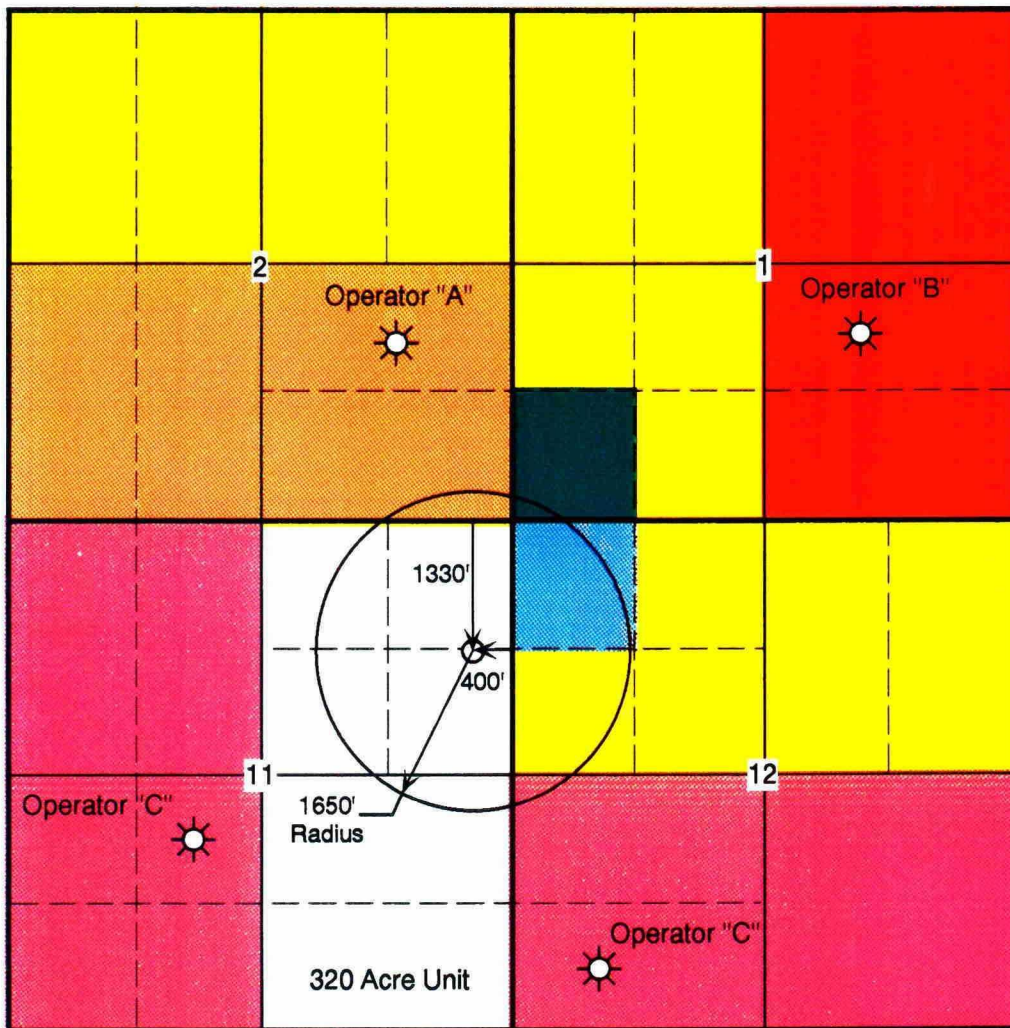 2
1
Operator "A"
Operator "B"
1330'
400'
11
12
Operator "C"
1650'
Radius
Operator "C"
320 Acre Unit